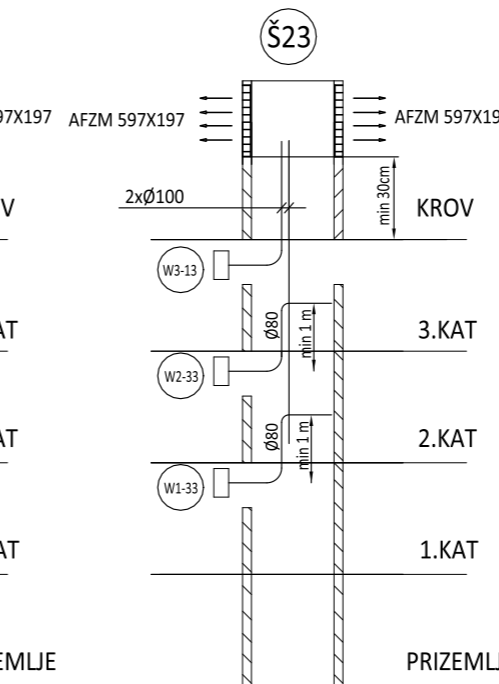 Š23
97X197
AFZM 597X197
AFZM 597X19
min 30cm
2xØ100
V
KROV
W3-13
Ø80
min 1 m
AT
3.KAT
W2-33
AT
2.KAT
Ø80
min 1 m
W1-33
AT
1.KAT
EMLJE
PRIZEMLJ